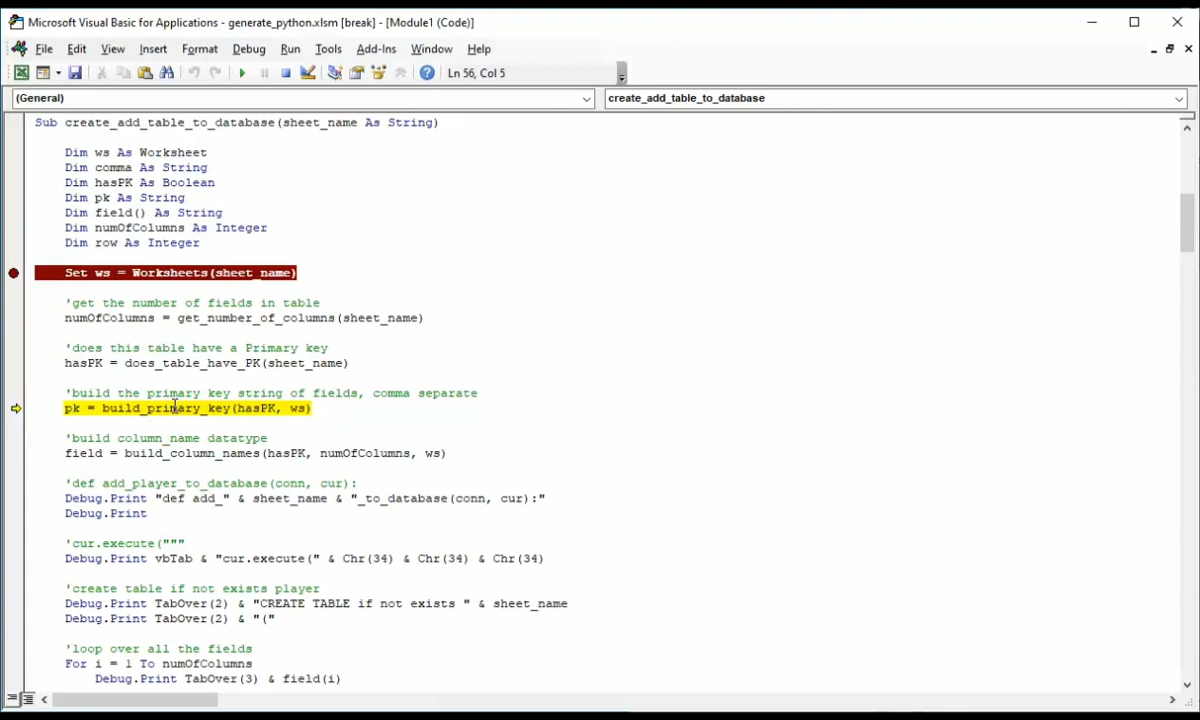 Microsoft Visual Basic for Applications - generate_python.xlsm [break] - [Module1 (Code)]
File Edit View Insert Format Debug Run Tools Add-Ins Window Help
Ln 56, Col 5
(General) create_add_table_to_database
Sub create_add_table_to_database(sheet_name As String)
Dim ws As Worksheet
Dim comma As String
Dim hasPK As Boolean
Dim pk As String
Dim field() As String
Dim numOfColumns As Integer
Dim row As Integer
Set ws = Worksheets(sheet_name)
'get the number of fields in table
numOfColumns = get_number_of_columns(sheet_name)
'does this table have a Primary key
hasPK = does_table_have_PK(sheet_name)
'build the primary key string of fields, comma separate
pk = build_primary_key(hasPK, ws)
'build column_name datatype
field = build_column_names(hasPK, numOfColumns, ws)
'def add_player_to_database(conn, cur):
Debug.Print "def add_" & sheet_name & "_to_database(conn, cur):"
Debug.Print
'cur.execute("""
Debug.Print vbTab & "cur.execute(" & Chr(34) & Chr(34) & Chr(34)
'create table if not exists player
Debug.Print TabOver(2) & "CREATE TABLE if not exists " & sheet_name
Debug.Print TabOver(2) & "("
'loop over all the fields
For i = 1 To numOfColumns
Debug.Print TabOver(3) & field(i)